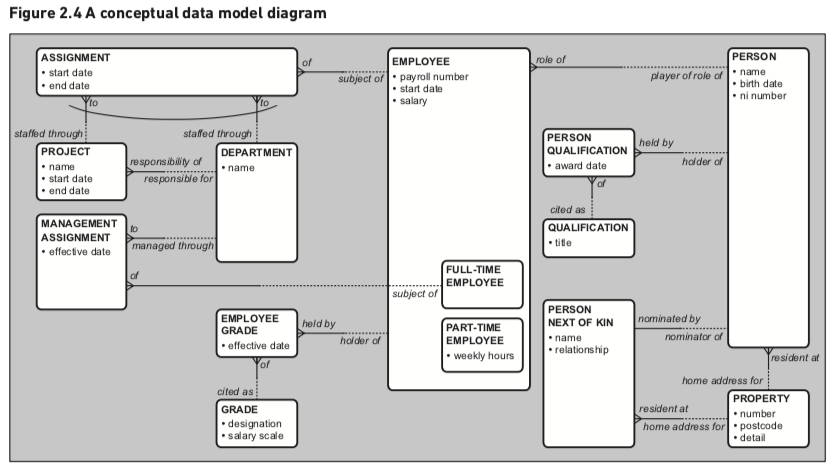 Figure 2.4 A conceptual data model diagram
ASSIGNMENT
• start date
• end date
of
subject of
EMPLOYEE
• payroll number
• start date
• salary
role of
player of role of
PERSON
• name
• birth date
• ni number
to
to
staffed through
staffed through
PROJECT
• name
• start date
• end date
responsibility of
responsible for
DEPARTMENT
• name
PERSON
QUALIFICATION
• award date
held by
holder of
of
cited as
QUALIFICATION
• title
MANAGEMENT
ASSIGNMENT
• effective date
to
managed through
of
subject of
FULL-TIME
EMPLOYEE
PART-TIME
EMPLOYEE
• weekly hours
EMPLOYEE
GRADE
• effective date
held by
holder of
of
cited as
GRADE
• designation
• salary scale
PERSON
NEXT OF KIN
• name
• relationship
nominated by
nominator of
resident at
home address for
PROPERTY
• number
• postcode
• detail
resident at
home address for